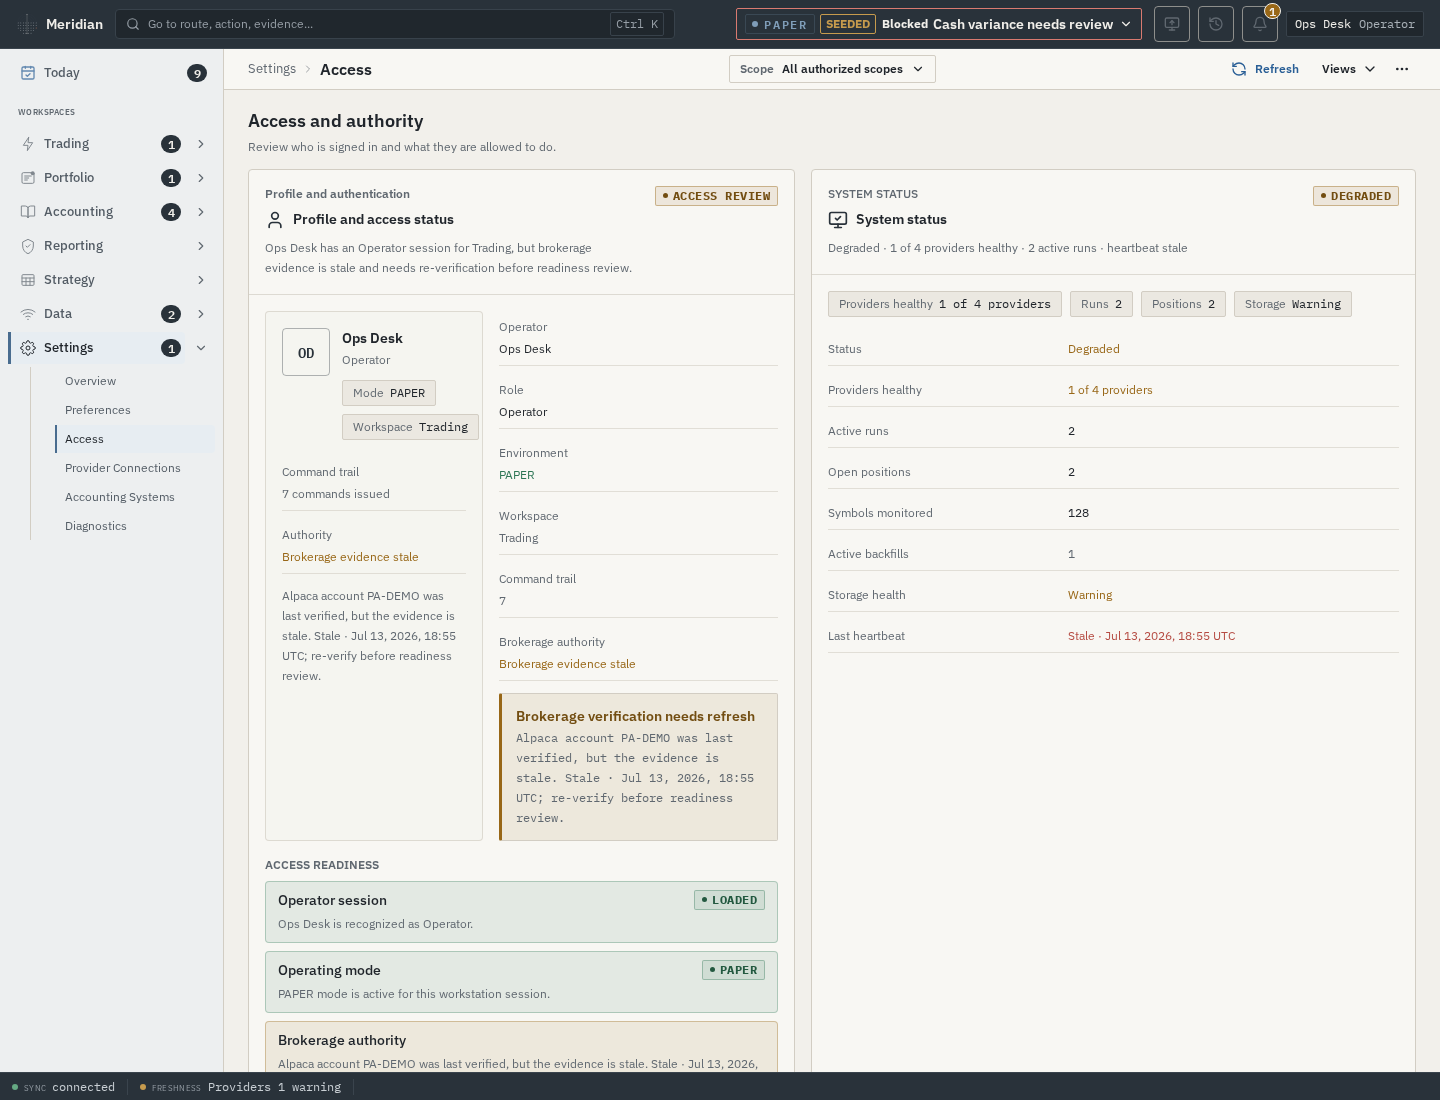 Meridian
Go to route, action, evidence...
Ctrl K
PAPER
SEEDED
Blocked Cash variance needs review
1
Ops Desk Operator
Today
9
WORKSPACES
Trading
1
Portfolio
1
Accounting
4
Reporting
Strategy
Data
2
Settings
1
Overview
Preferences
Access
Provider Connections
Accounting Systems
Diagnostics
Settings
Access
Scope All authorized scopes
Refresh
Views
Access and authority
Review who is signed in and what they are allowed to do.
Profile and authentication
ACCESS REVIEW
Profile and access status
Ops Desk has an Operator session for Trading, but brokerage
evidence is stale and needs re-verification before readiness review.
OD
Ops Desk
Operator
Mode PAPER
Workspace Trading
Command trail
7 commands issued
Authority
Brokerage evidence stale
Alpaca account PA-DEMO was
last verified, but the evidence is
stale. Stale · Jul 13, 2026, 18:55
UTC; re-verify before readiness
review.
Operator
Ops Desk
Role
Operator
Environment
PAPER
Workspace
Trading
Command trail
7
Brokerage authority
Brokerage evidence stale
Brokerage verification needs refresh
Alpaca account PA-DEMO was last
verified, but the evidence is
stale. Stale · Jul 13, 2026, 18:55
UTC; re-verify before readiness
review.
ACCESS READINESS
Operator session
LOADED
Ops Desk is recognized as Operator.
Operating mode
PAPER
PAPER mode is active for this workstation session.
Brokerage authority
Alpaca account PA-DEMO was last verified, but the evidence is stale. Stale · Jul 13, 2026,
SYSTEM STATUS
DEGRADED
System status
Degraded · 1 of 4 providers healthy · 2 active runs · heartbeat stale
Providers healthy 1 of 4 providers
Runs 2
Positions 2
Storage Warning
Status
Degraded
Providers healthy
1 of 4 providers
Active runs
2
Open positions
2
Symbols monitored
128
Active backfills
1
Storage health
Warning
Last heartbeat
Stale · Jul 13, 2026, 18:55 UTC
SYNC connected
FRESHNESS Providers 1 warning